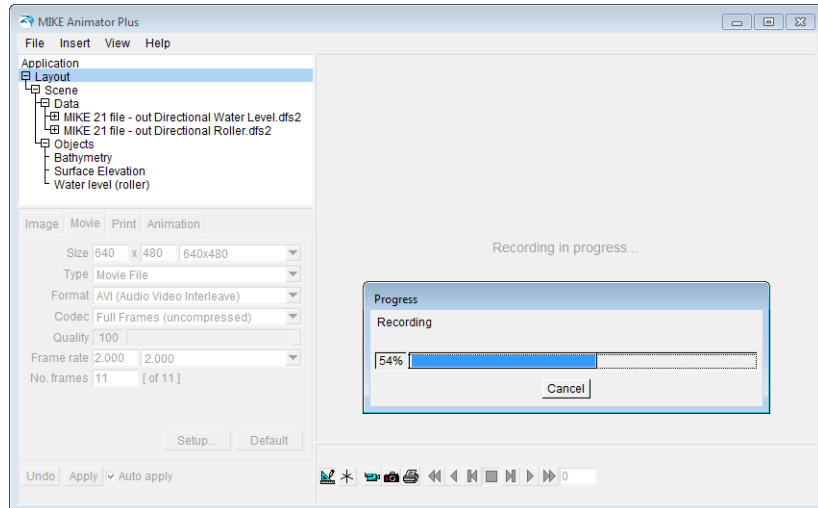 MIKE Animator Plus
File Insert View Help
Application
Layout
Scene
Data
MIKE 21 file - out Directional Water Level.dfs2
MIKE 21 file - out Directional Roller.dfs2
Objects
Bathymetry
Surface Elevation
Water level (roller)
Image Movie Print Animation
Size 640 x 480 640x480
Type Movie File
Format AVI (Audio Video Interleave)
Codec Full Frames (uncompressed)
Quality 100
Frame rate 2.000 2.000
No. frames 11 [ of 11 ]
Setup... Default
Undo Apply Auto apply
Recording in progress...
Progress
Recording
54%
Cancel
0